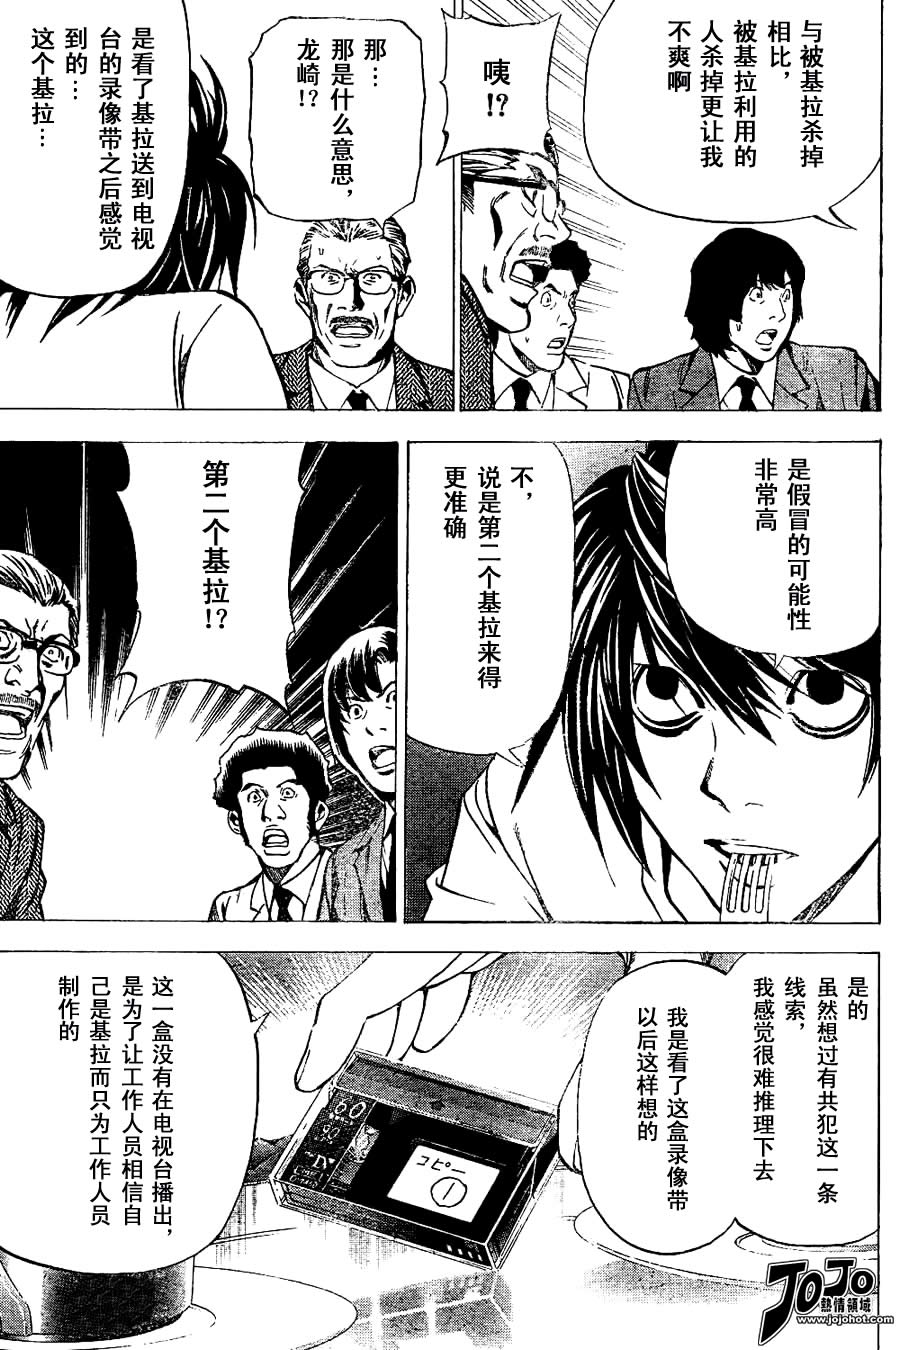 与被基拉杀掉
相比，
被基拉利用的
人杀掉更让我
不爽啊
咦
!?
那…
那是什么意思，
龙崎!?
是看了基拉送到电视
台的录像带之后感觉
到的…
这个基拉…
是假冒的可能性
非常高
不，
说是第二个基拉来得
更准确
第二个基拉!?
是的
虽然想过有共犯这一条
线索，
我感觉很难推理下去
我是看了这盒录像带
以后这样想的
这一盒没有在电视台播出，
是为了让工作人员相信自
己是基拉而只为工作人员
制作的
60
90
DV
コピー
①
JOJO
熱情領域
www.jojohot.com